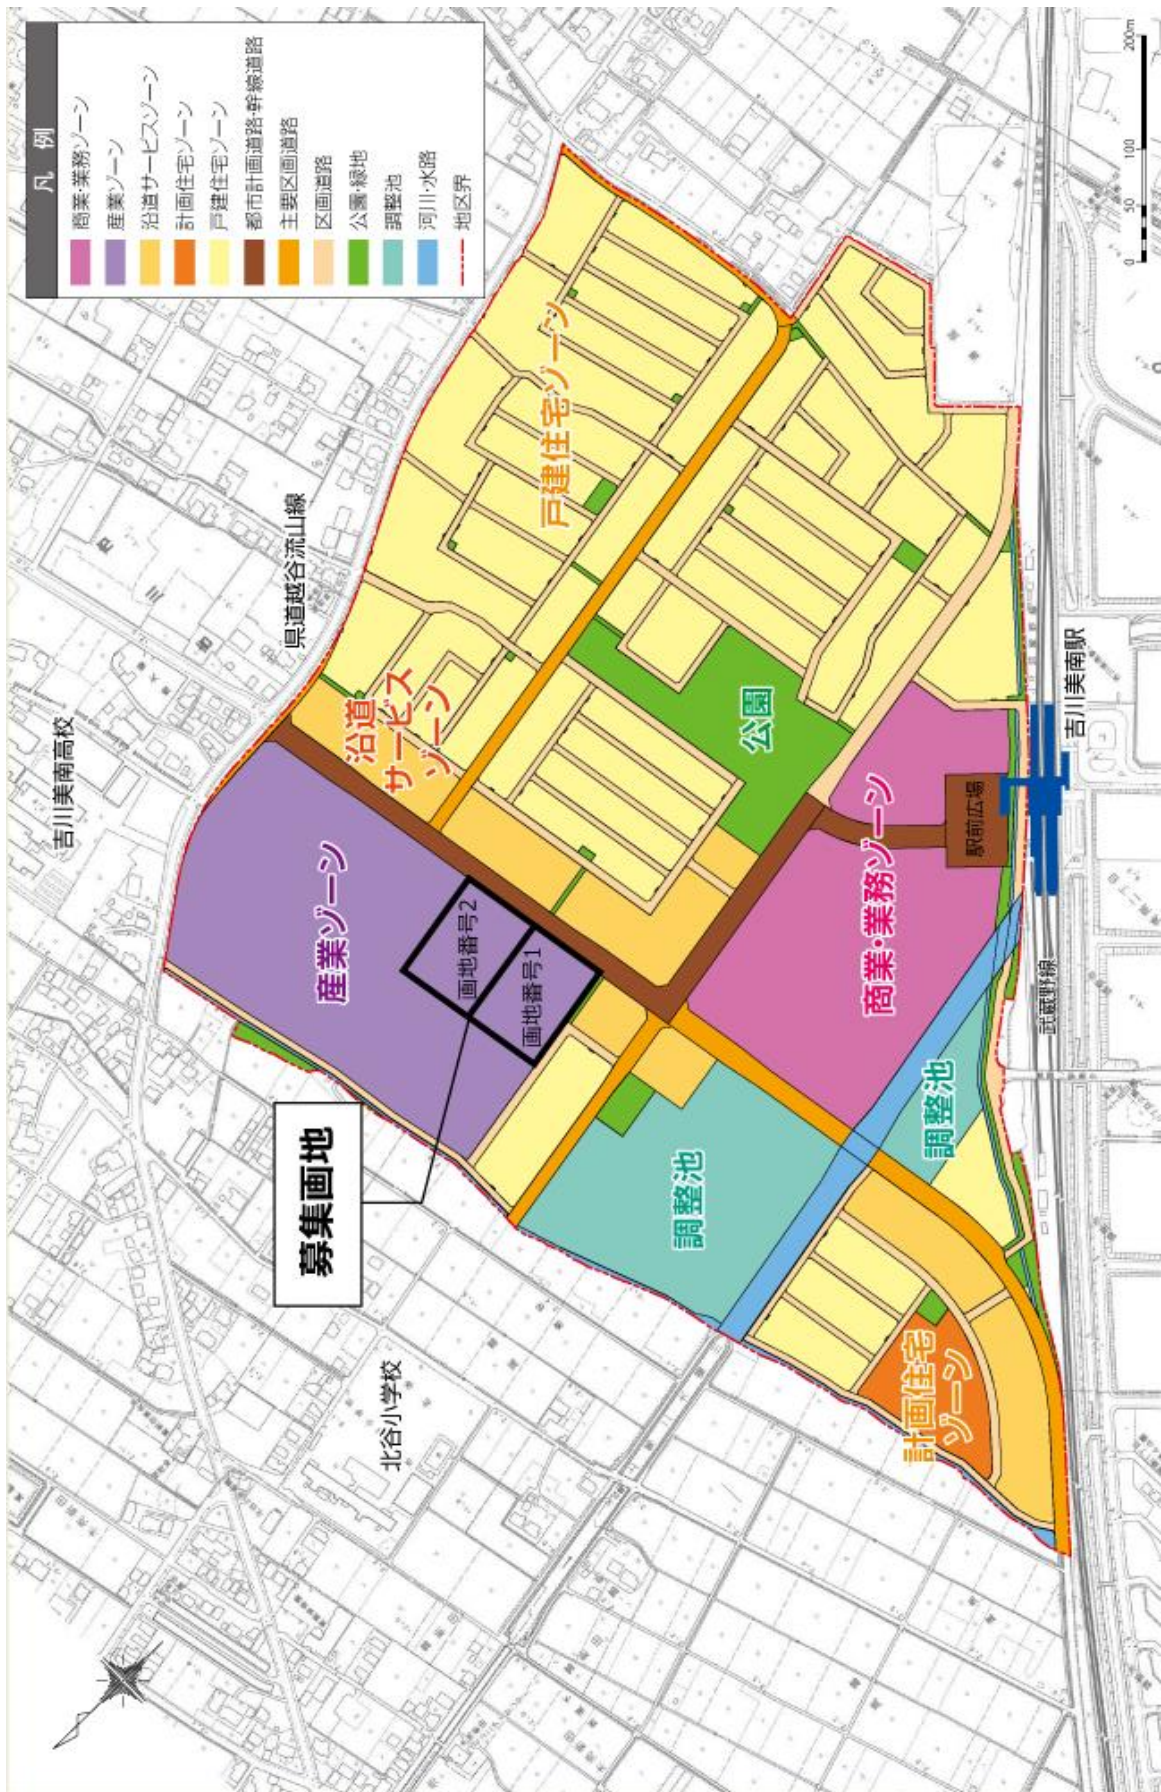 凡 例
商業・業務ゾーン
産業ゾーン
沿道サービスゾーン
計画住宅ゾーン
戸建住宅ゾーン
都市計画道路・幹線道路
主要区画道路
区画道路
公園・緑地
調整池
河川・水路
地区界
吉川美南高校
県道越谷流山線
戸建住宅ゾーン
沿道
サービス
ゾーン
産業ゾーン
画地番号2
画地番号1
募集画地
公園
商業・業務ゾーン
駅前広場
吉川美南駅
武蔵野線
調整池
調整池
計画住宅
ゾーン
北谷小学校
0
50
100
200m